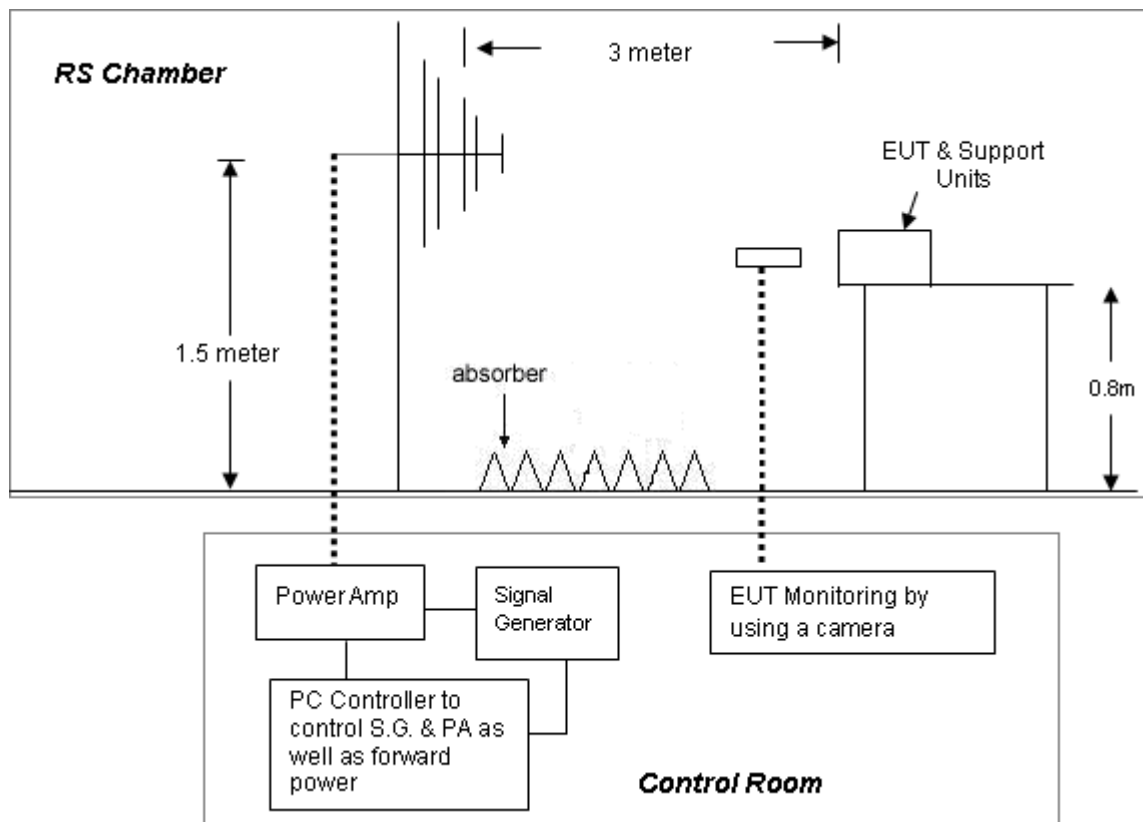 3 meter
RS Chamber
EUT & Support
Units
1.5 meter
absorber
0.8m
Power Amp
Signal
Generator
EUT Monitoring by
using a camera
PC Controller to
control S.G. & PA as
well as forward
power
Control Room